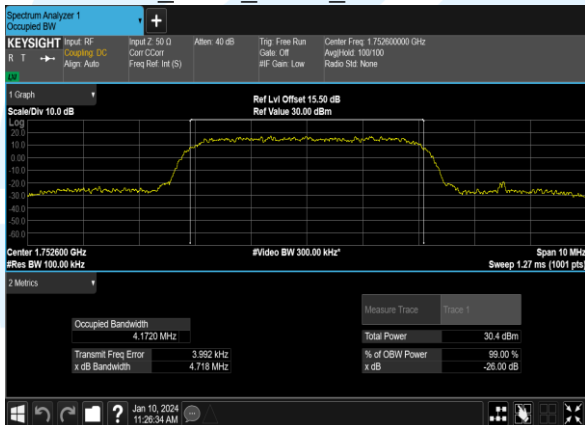 Spectrum Analyzer 1
Occupied BW
KEYSIGHT Input: RF Input Z: 50 Ω Atten: 40 dB Trig: Free Run Center Freq: 1.752600000 GHz
R T Coupling: DC Corr CCorr Gate: Off Avg|Hold: 100/100
Align: Auto Freq Ref: Int (S) #IF Gain: Low Radio Std: None
1 Graph
Scale/Div 10.0 dB
Ref Lvl Offset 15.50 dB
Ref Value 30.00 dBm
Log
20.0
10.0
0.00
-10.0
-20.0
-30.0
-40.0
-50.0
-60.0
Center 1.752600 GHz #Video BW 300.00 kHz* Span 10 MHz
#Res BW 100.00 kHz Sweep 1.27 ms (1001 pts)
2 Metrics
Measure Trace Trace 1
Occupied Bandwidth
4.1720 MHz
Total Power 30.4 dBm
Transmit Freq Error 3.992 kHz % of OBW Power 99.00 %
x dB Bandwidth 4.718 MHz x dB -26.00 dB
Jan 10, 2024
11:26:34 AM